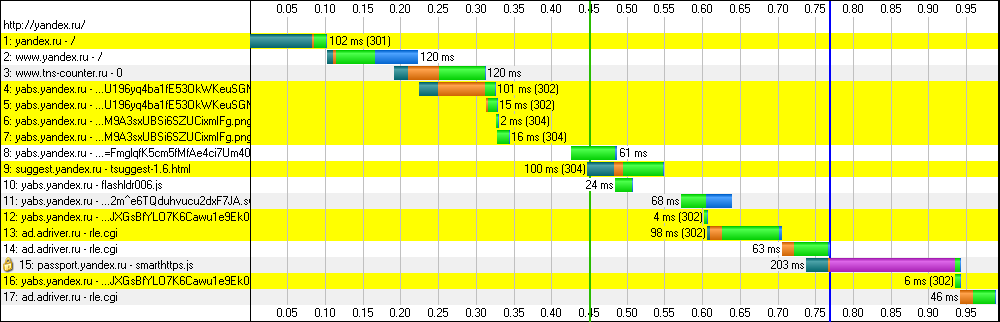 0.05 0.10 0.15 0.20 0.25 0.30 0.35 0.40 0.45 0.50 0.55 0.60 0.65 0.70 0.75 0.80 0.85 0.90 0.95
http://yandex.ru/
1: yandex.ru - / 102 ms (301)
2: www.yandex.ru - / 120 ms
3: www.tns-counter.ru - 0 120 ms
4: yabs.yandex.ru - ...U196yq4ba1fE53OkWKeuSGN 101 ms (302)
5: yabs.yandex.ru - ...U196yq4ba1fE53OkWKeuSGN 15 ms (302)
6: yabs.yandex.ru - ...M9A3sxUBSi6SZUCixmIFg.png 2 ms (304)
7: yabs.yandex.ru - ...M9A3sxUBSi6SZUCixmIFg.png 16 ms (304)
8: yabs.yandex.ru - ...=FmglqfK5cm5fMfAe4ci7Um40 61 ms
9: suggest.yandex.ru - tsuggest-1.6.html 100 ms (304)
10: yabs.yandex.ru - flashldr006.js 24 ms
11: yabs.yandex.ru - ...2m^e6TQduhvucu2dxF7JA.s 68 ms
12: yabs.yandex.ru - ...JXGsBfYLO7K6Cawu1e9Ek0 4 ms (302)
13: ad.adriver.ru - rle.cgi 98 ms (302)
14: ad.adriver.ru - rle.cgi 63 ms
15: passport.yandex.ru - smarthttps.js 203 ms
16: yabs.yandex.ru - ...JXGsBfYLO7K6Cawu1e9Ek0 6 ms (302)
17: ad.adriver.ru - rle.cgi 46 ms
0.05 0.10 0.15 0.20 0.25 0.30 0.35 0.40 0.45 0.50 0.55 0.60 0.65 0.70 0.75 0.80 0.85 0.90 0.95